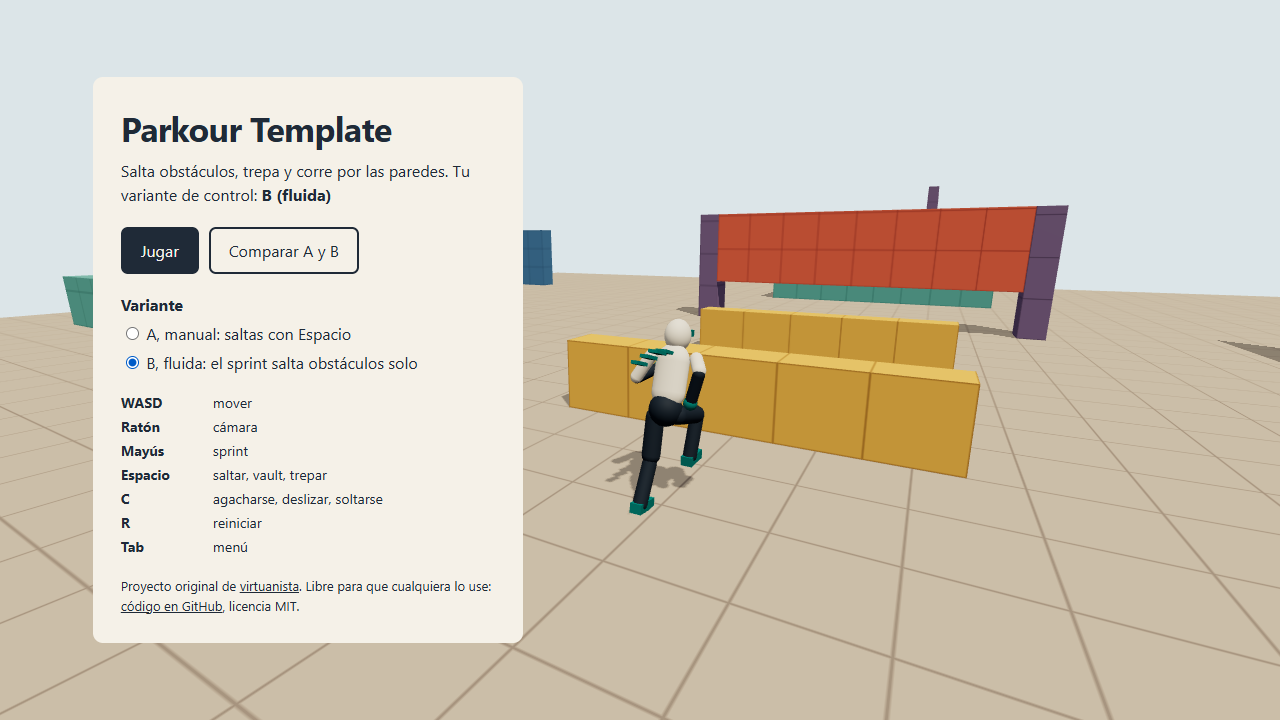 Parkour Template
Salta obstáculos, trepa y corre por las paredes. Tu
variante de control: B (fluida)
Jugar
Comparar A y B
Variante
A, manual: saltas con Espacio
B, fluida: el sprint salta obstáculos solo
WASD mover
Ratón cámara
Mayús sprint
Espacio saltar, vault, trepar
C agacharse, deslizar, soltarse
R reiniciar
Tab menú
Proyecto original de virtuanista. Libre para que cualquiera lo use:
código en GitHub, licencia MIT.